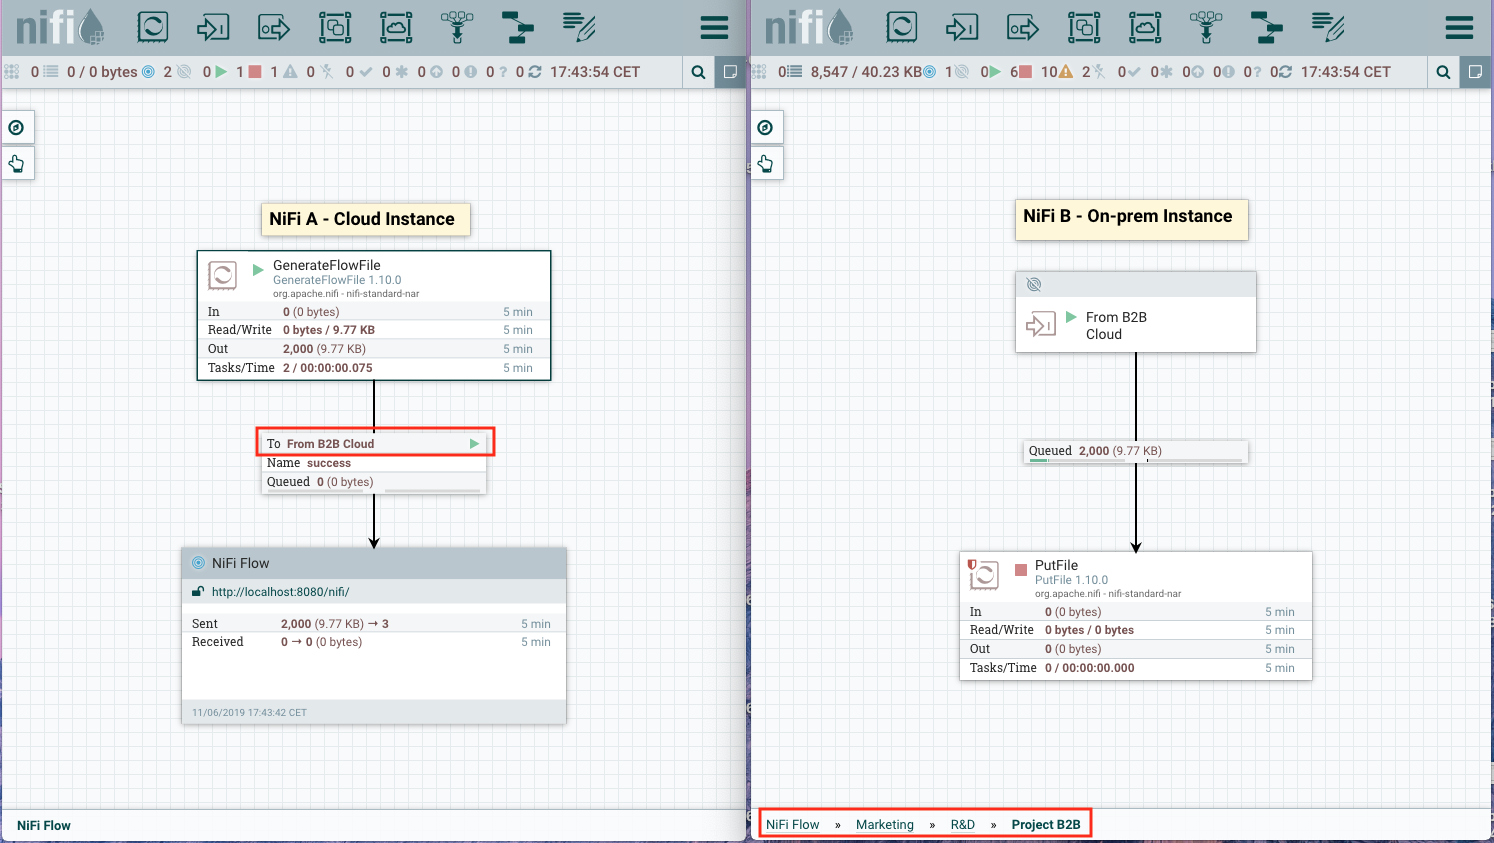 nifi
0 0 / 0 bytes 2 0 1 1 0 0 0 0 0 0 ? 0 17:43:54 CET
NiFi A - Cloud Instance
GenerateFlowFile
GenerateFlowFile 1.10.0
org.apache.nifi - nifi-standard-nar
In 0 (0 bytes) 5 min
Read/Write 0 bytes / 9.77 KB 5 min
Out 2,000 (9.77 KB) 5 min
Tasks/Time 2 / 00:00:00.075 5 min
To From B2B Cloud
Name success
Queued 0 (0 bytes)
NiFi Flow
http://localhost:8080/nifi/
Sent 2,000 (9.77 KB) → 3 5 min
Received 0 → 0 (0 bytes) 5 min
11/06/2019 17:43:42 CET
NiFi Flow
nifi
0 8,547 / 40.23 KB 1 0 6 10 2 0 0 0 0 ? 0 17:43:54 CET
NiFi B - On-prem Instance
From B2B
Cloud
Queued 2,000 (9.77 KB)
PutFile
PutFile 1.10.0
org.apache.nifi - nifi-standard-nar
In 0 (0 bytes) 5 min
Read/Write 0 bytes / 0 bytes 5 min
Out 0 (0 bytes) 5 min
Tasks/Time 0 / 00:00:00.000 5 min
NiFi Flow » Marketing » R&D » Project B2B